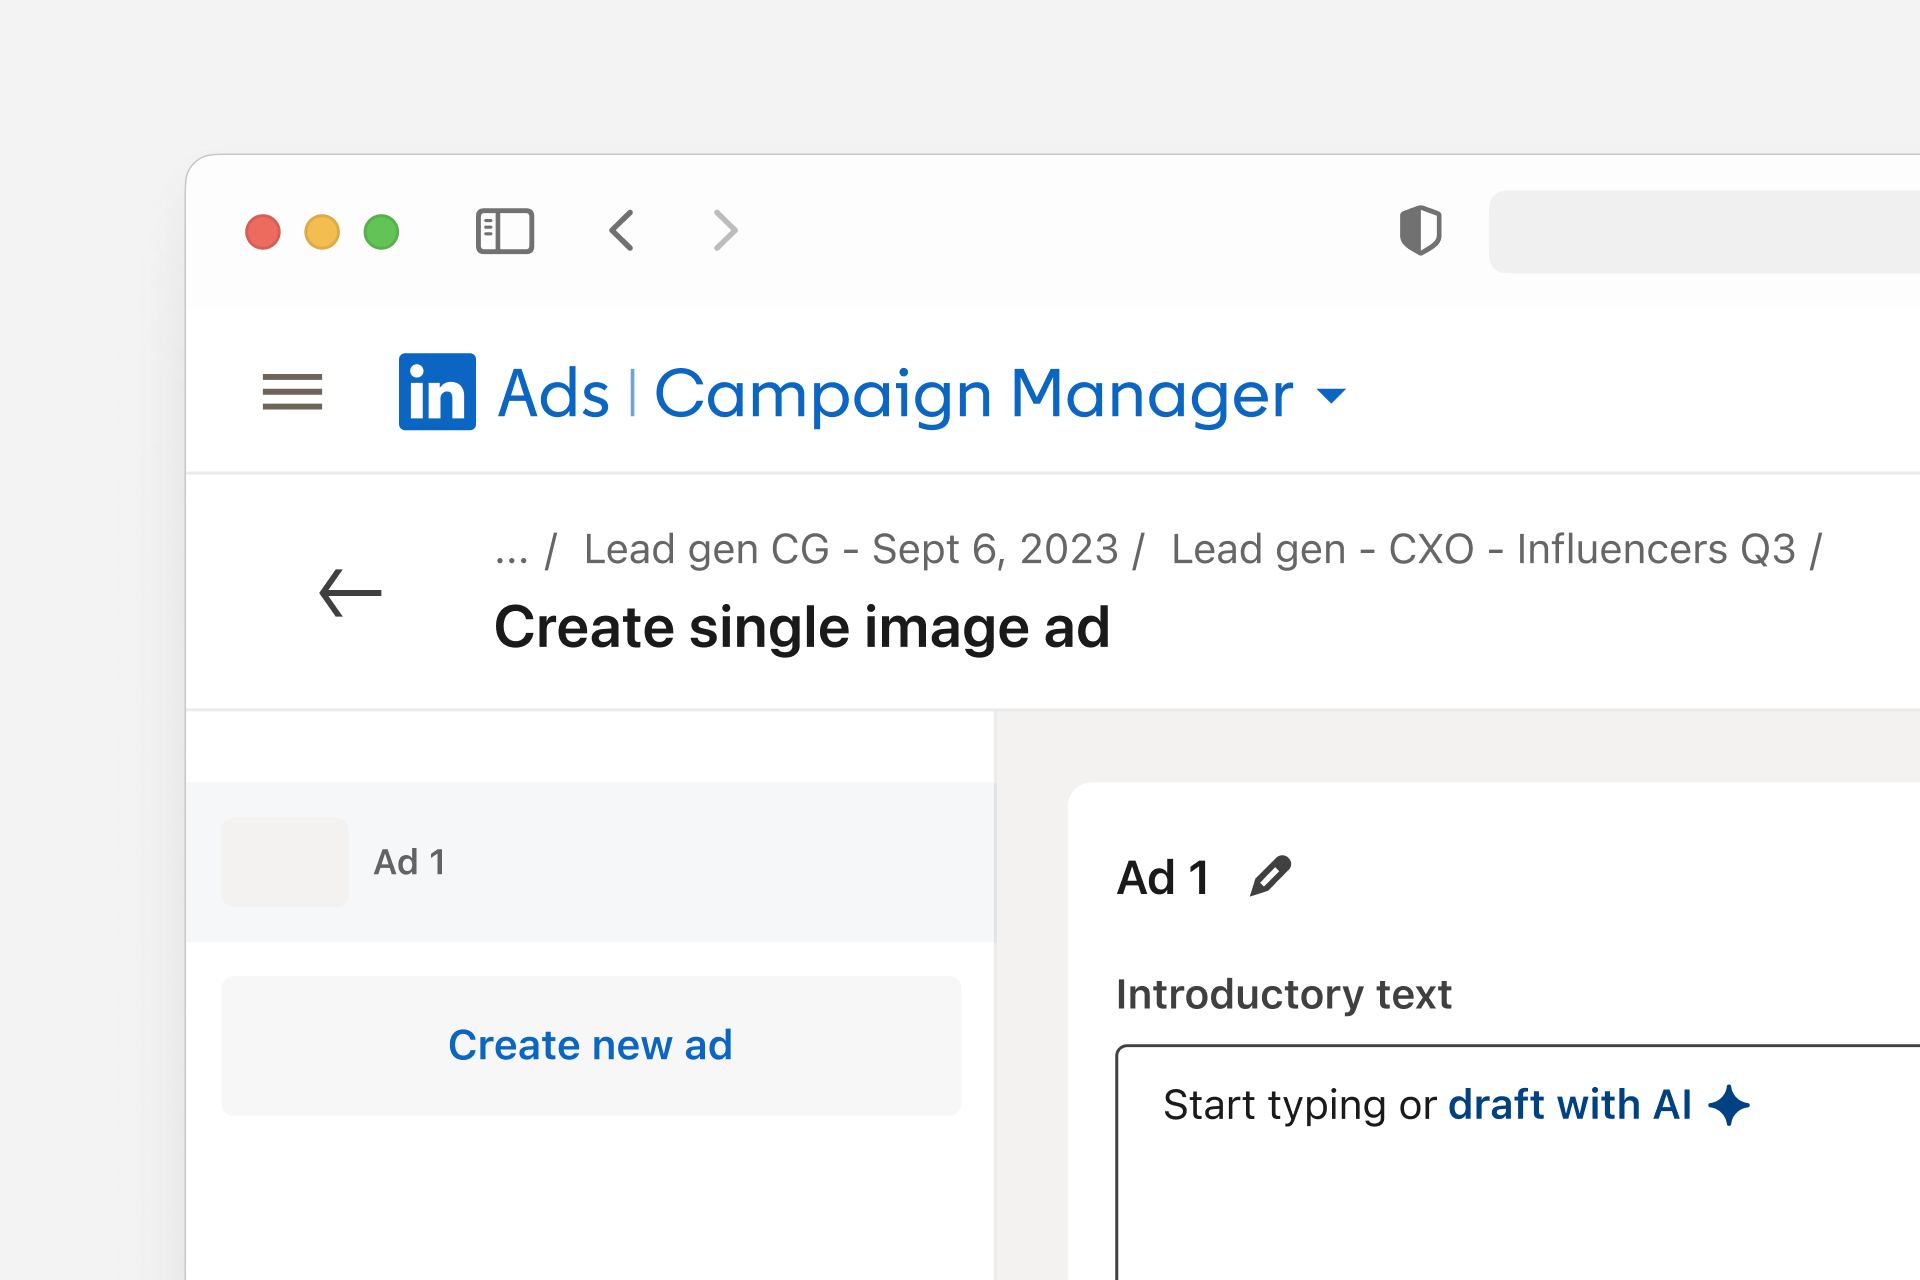 in Ads | Campaign Manager
... / Lead gen CG - Sept 6, 2023 / Lead gen - CXO - Influencers Q3 /
Create single image ad
Ad 1
Create new ad
Ad 1
Introductory text
Start typing or draft with AI